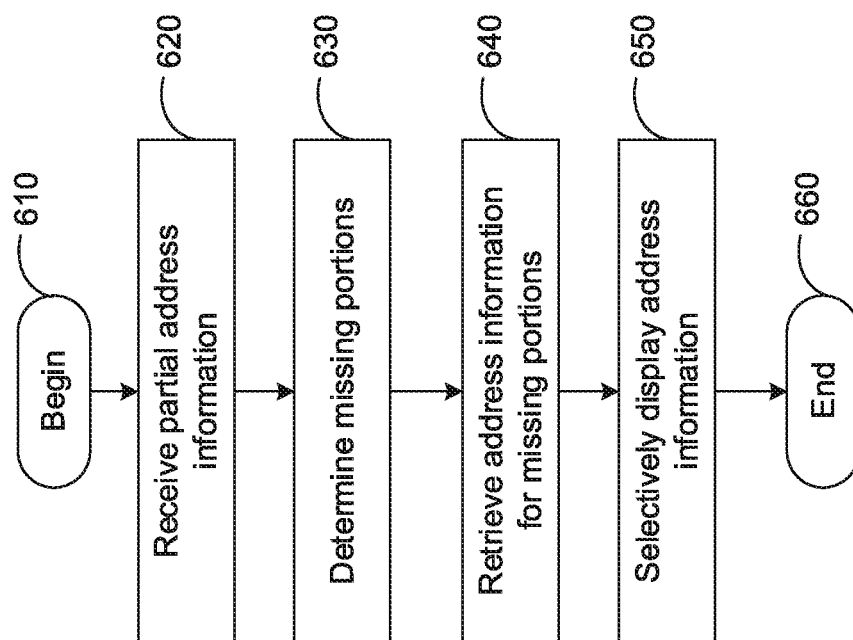 Begin
610
Receive partial address
information
620
Determine missing portions
630
Retrieve address information
for missing portions
640
Selectively display address
information
650
End
660